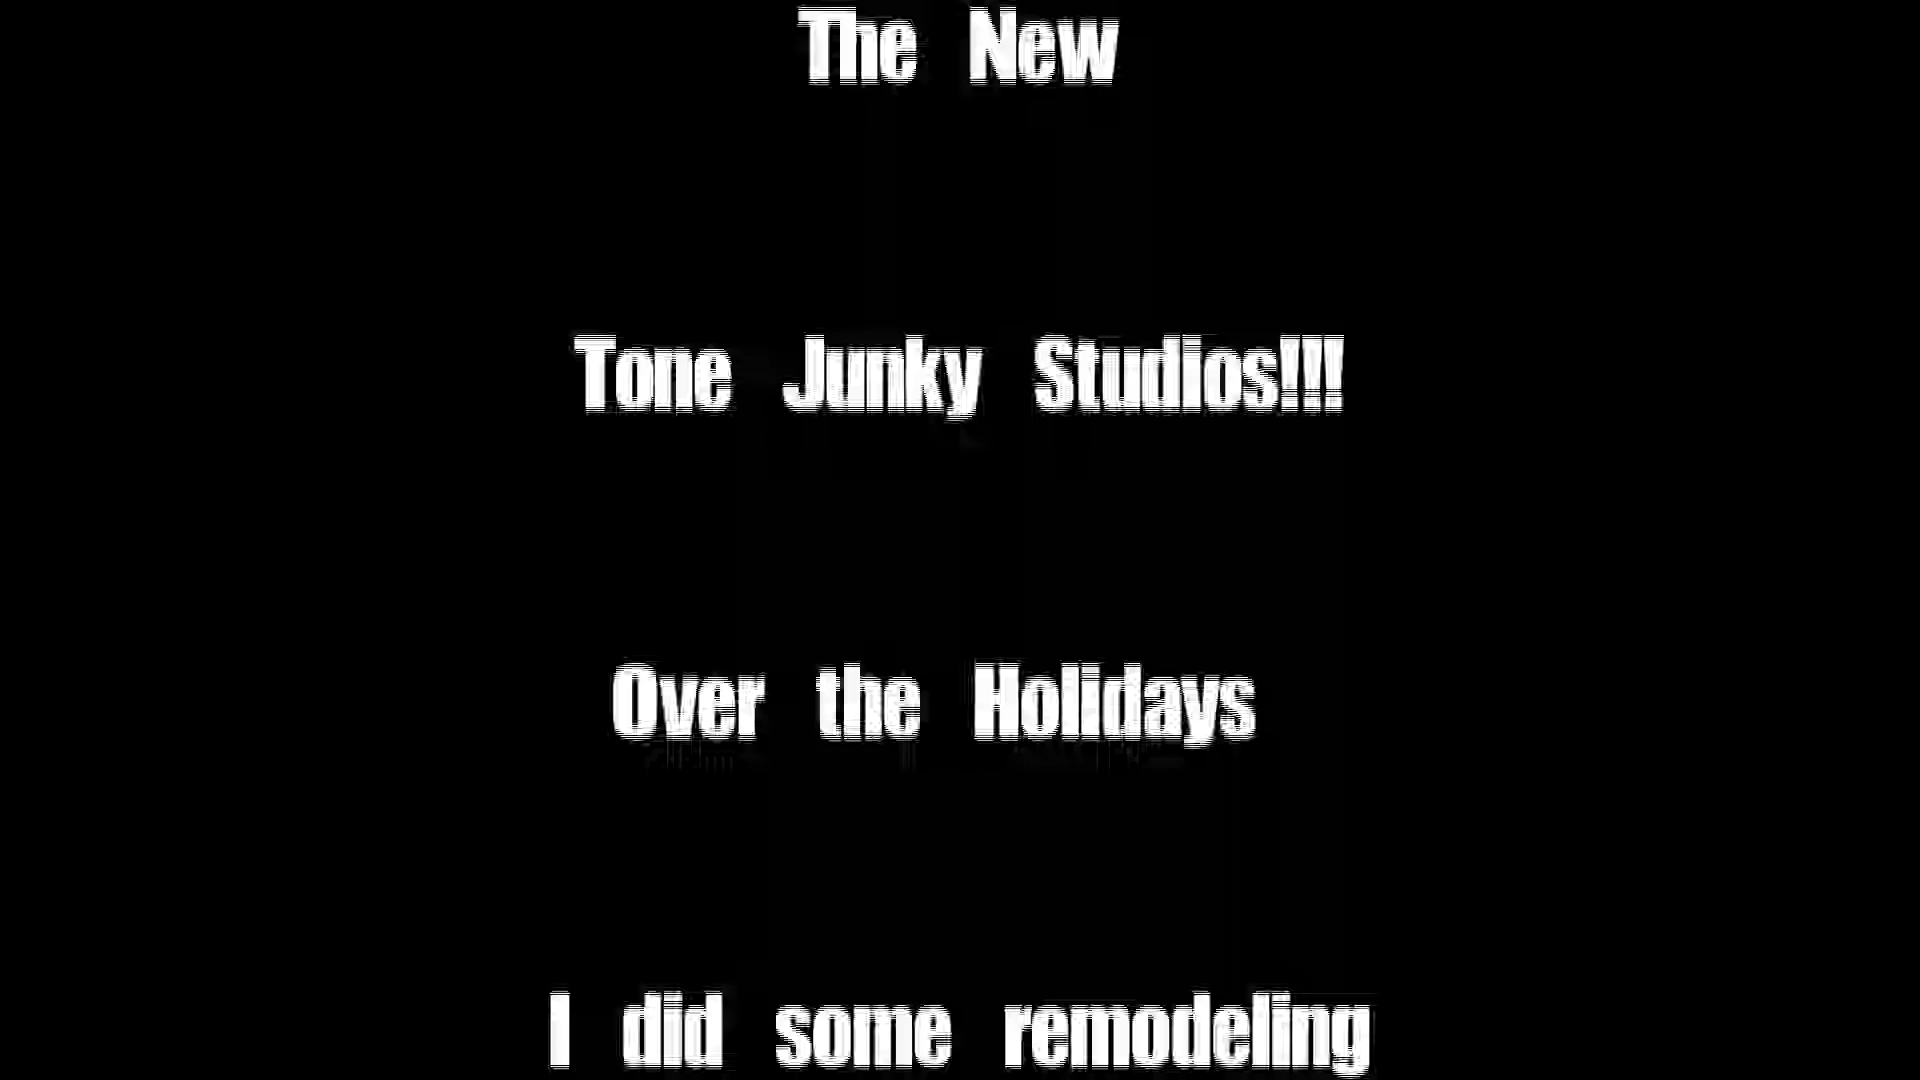 The New
Tone Junky Studios!!!
Over the Holidays
I did some remodeling